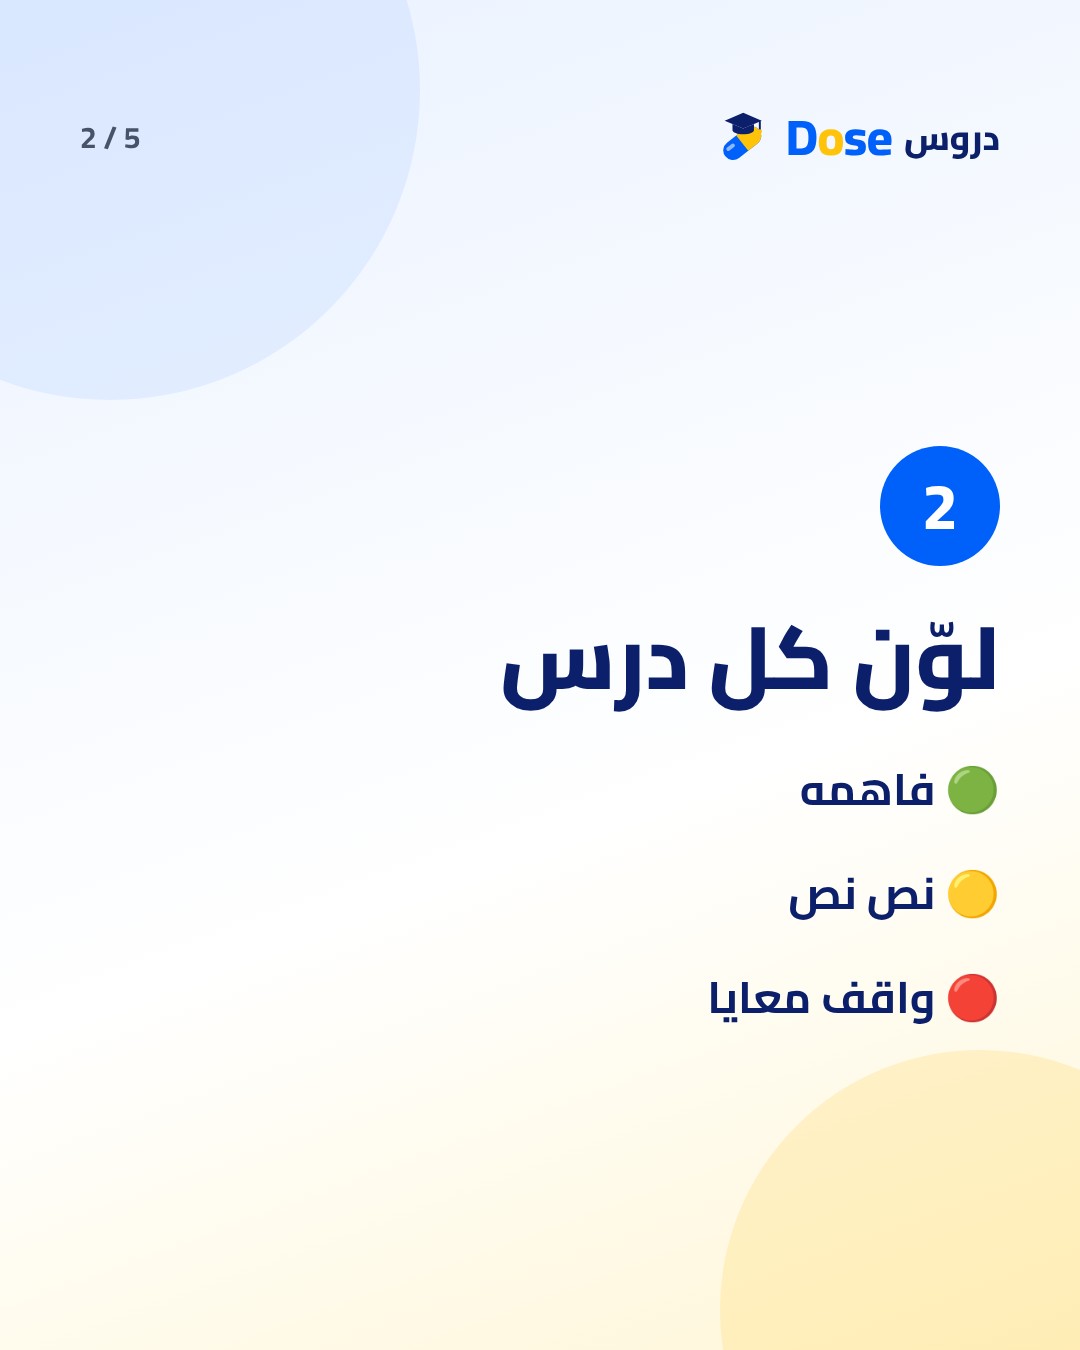 دروس Dose
2 / 5
2
لوّن كل درس
🟢 فاهمه
🟡 نص نص
🔴 واقف معايا